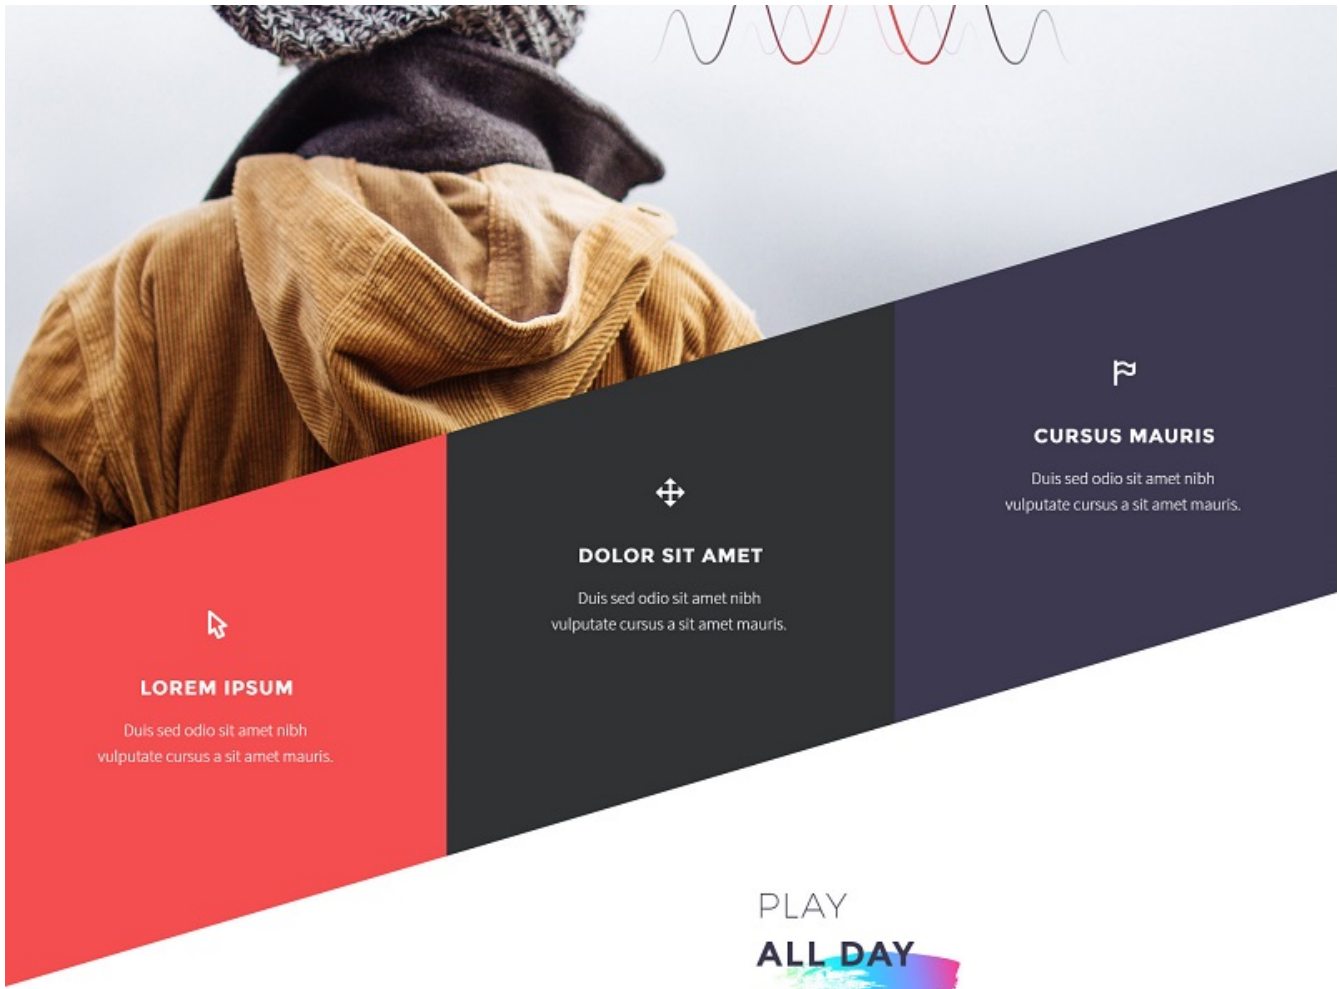 CURSUS MAURIS
Duis sed odio sit amet nibh
vulputate cursus a sit amet mauris.
DOLOR SIT AMET
Duis sed odio sit amet nibh
vulputate cursus a sit amet mauris.
LOREM IPSUM
Duis sed odio sit amet nibh
vulputate cursus a sit amet mauris.
PLAY
ALL DAY